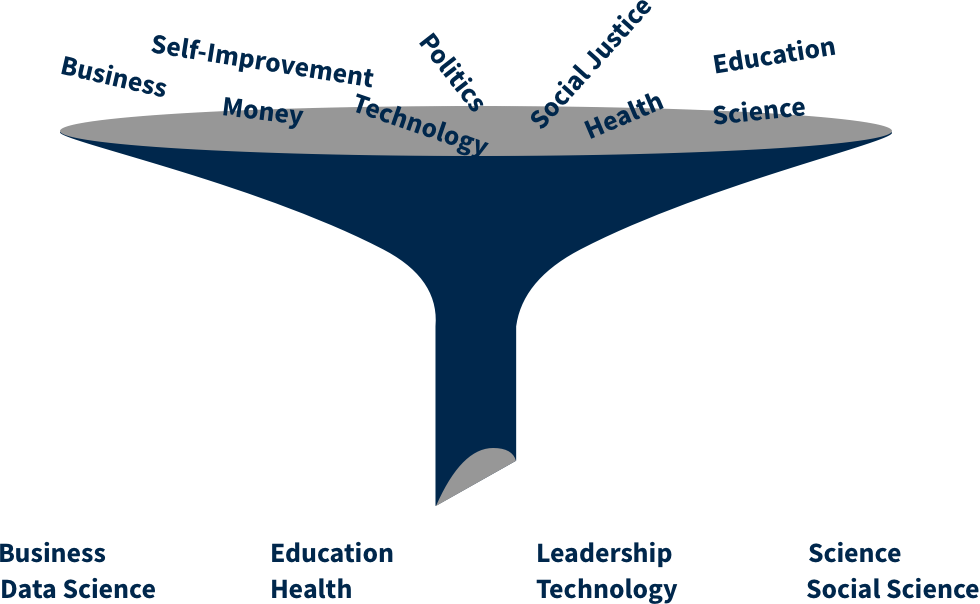 Business
Self-Improvement
Politics
Social Justice
Education
Money
Technology
Health
Science
Business
Education
Leadership
Science
Data Science
Health
Technology
Social Science